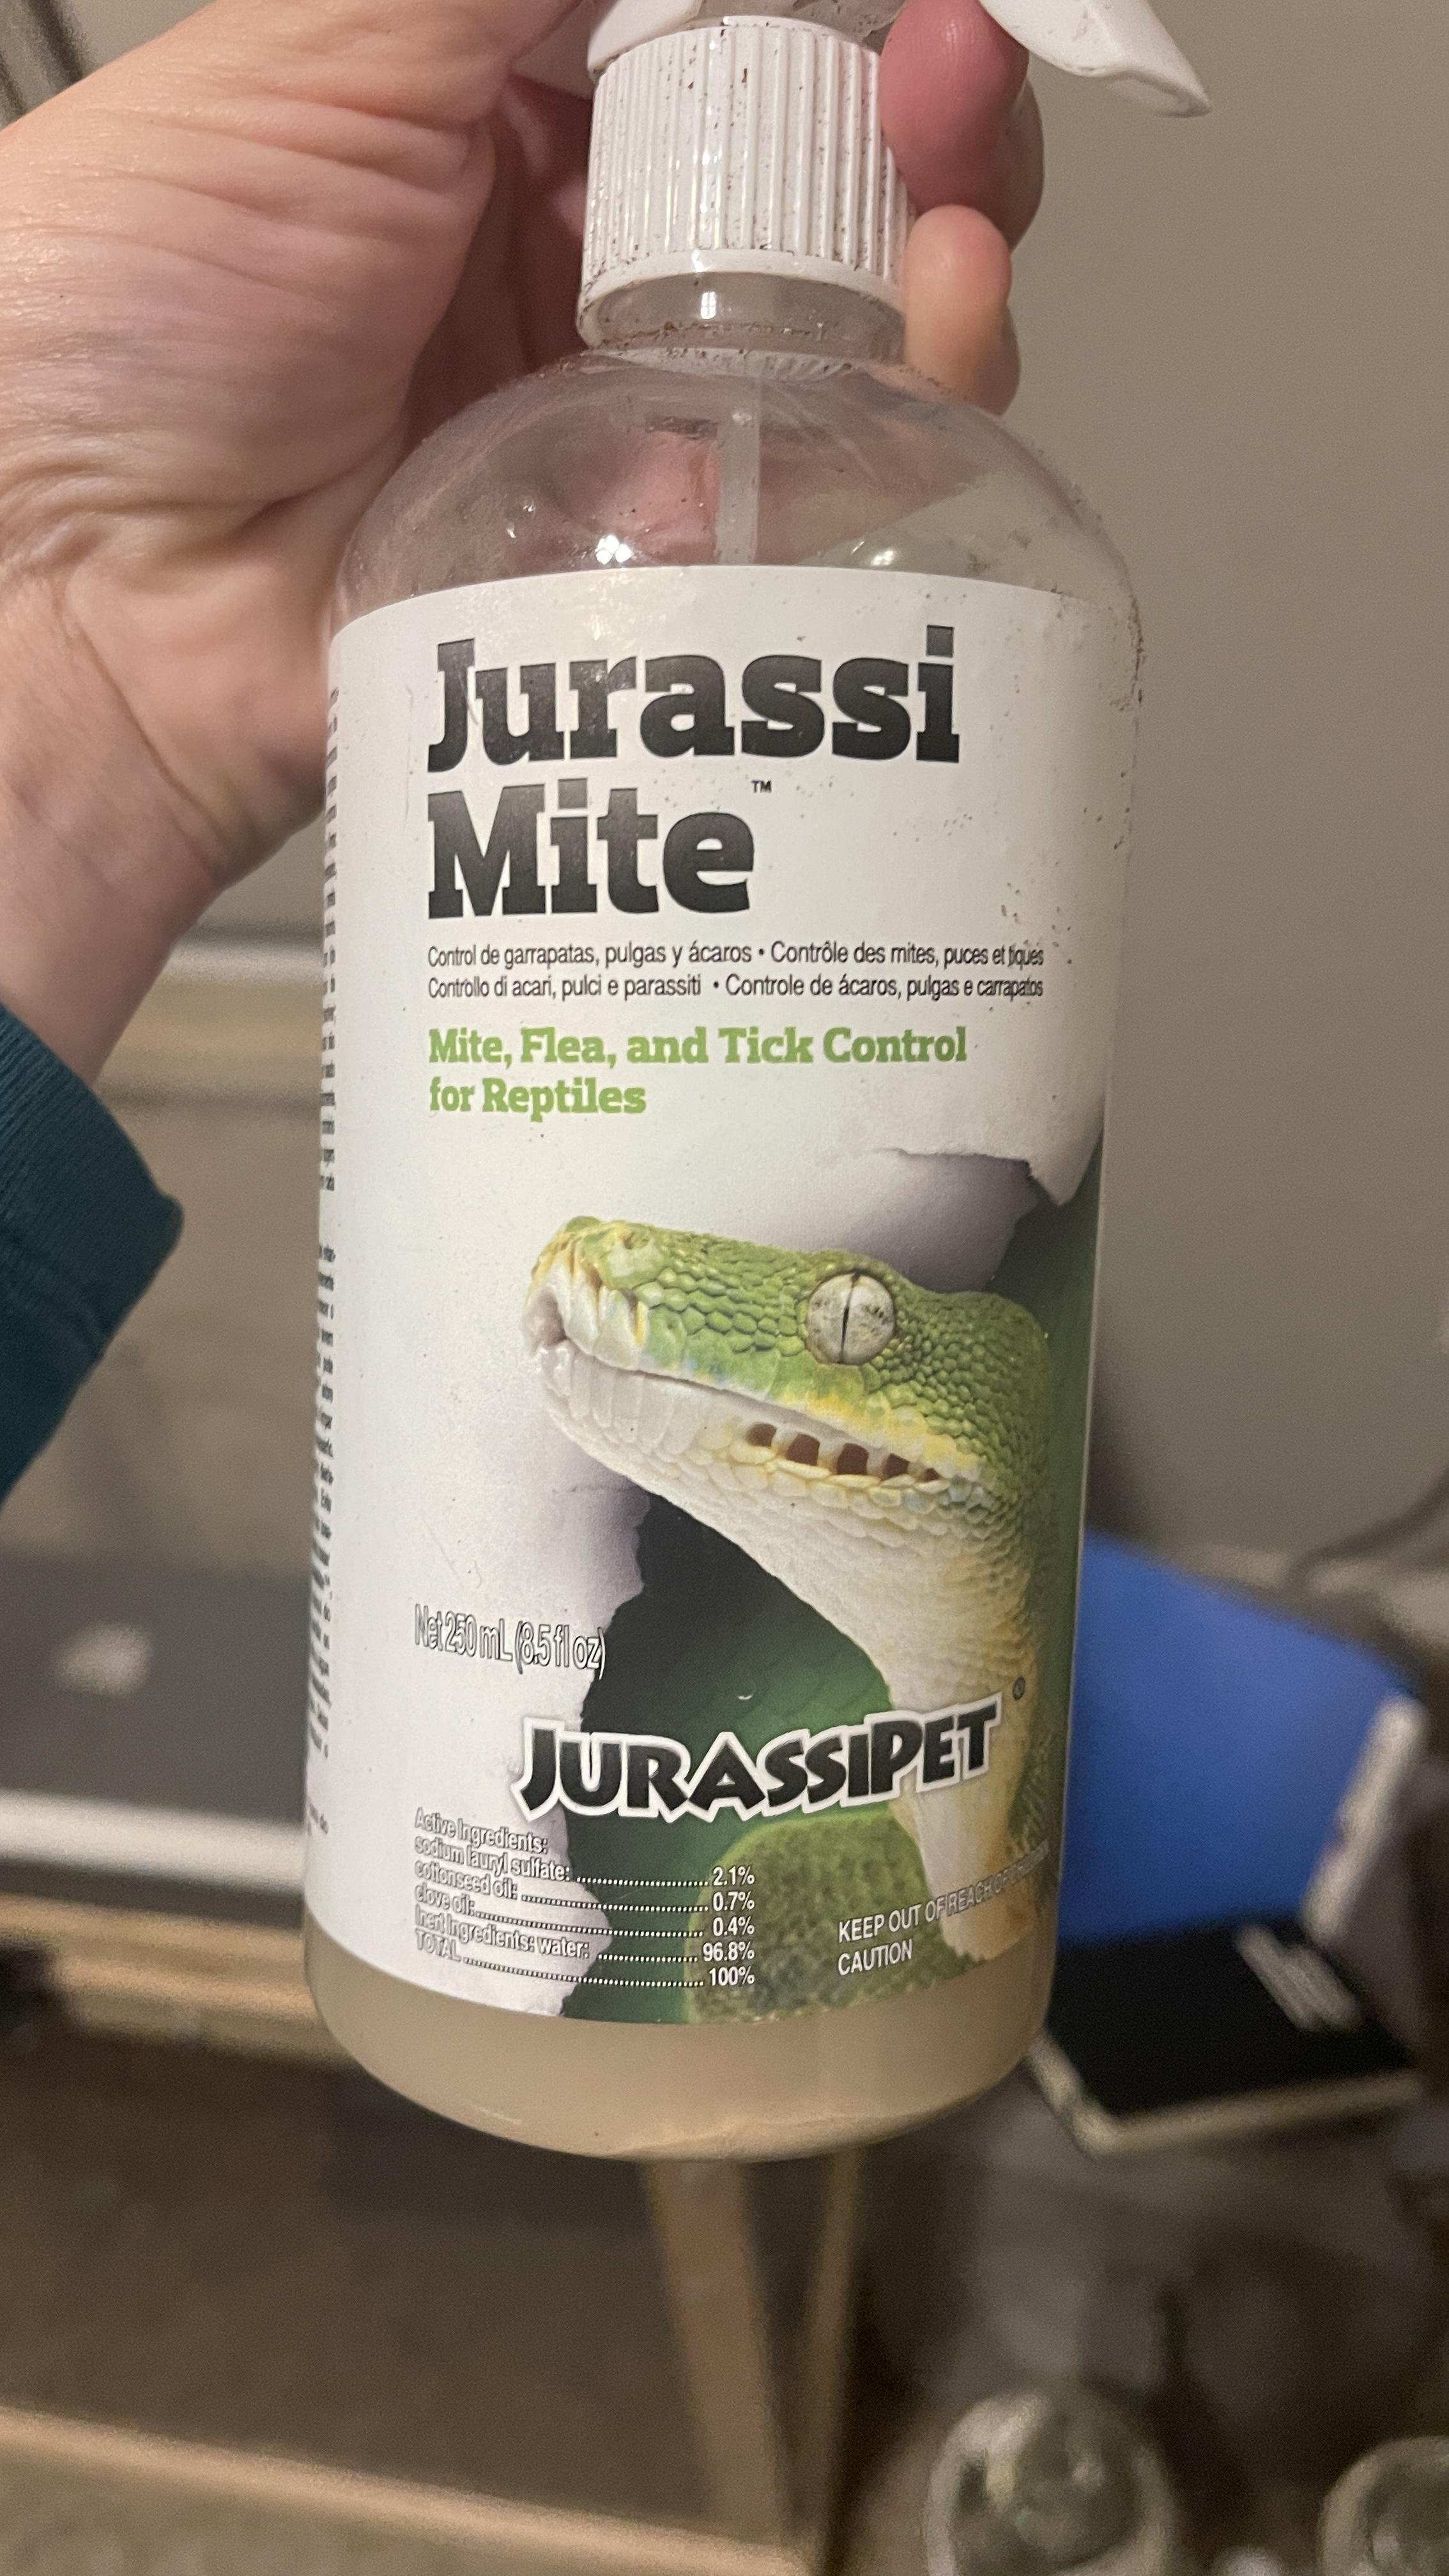 Jurassi
Mite™
Control de garrapatas, pulgas y ácaros • Contrôle des mites, puces et tiques
Controllo di acari, pulci e parassiti • Controle de ácaros, pulgas e carrapatos
Mite, Flea, and Tick Control
for Reptiles
Net 250 mL (8.5 fl oz)
JURASSIPET®
Active Ingredients:
sodium lauryl sulfate: 2.1%
cottonseed oil: 0.7%
clove oil: 0.4%
Inert Ingredients: water: 96.8%
TOTAL 100%
KEEP OUT OF REACH OF
CAUTION